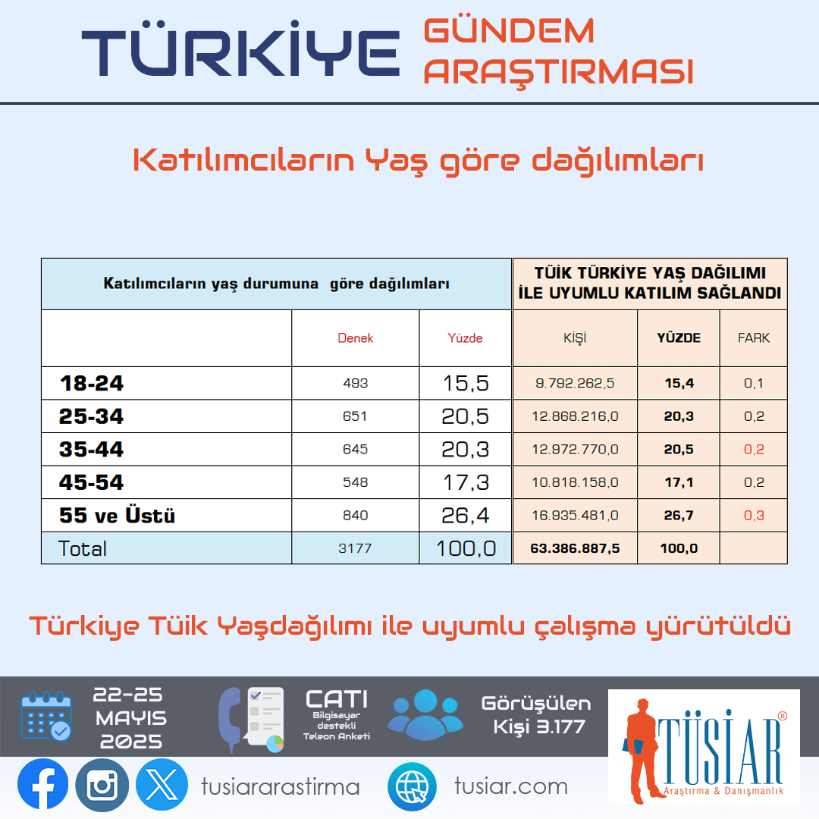 TÜRKİYE
GÜNDEM
ARAŞTIRMASI
Katılımcıların Yaş göre dağılımları
Katılımcıların yaş durumuna göre dağılımları
TÜİK TÜRKİYE YAŞ DAĞILIMI
İLE UYUMLU KATILIM SAĞLANDI
Denek Yüzde KİŞİ YÜZDE FARK
18-24 493 15,5 9.792.262,5 15,4 0,1
25-34 651 20,5 12.868.216,0 20,3 0,2
35-44 645 20,3 12.972.770,0 20,5 0,2
45-54 548 17,3 10.818.158,0 17,1 0,2
55 ve Üstü 840 26,4 16.935.481,0 26,7 0,3
Total 3177 100,0 63.386.887,5 100,0
Türkiye Tüik Yaşdağılımı ile uyumlu çalışma yürütüldü
22-25
MAYIS
2025
CATI
Bilgisayar
destekli
Teleon Anketi
Görüşülen
Kişi 3.177
TÜSİAR®
Araştırma & Danışmanlık
tusiararastirma
tusiar.com